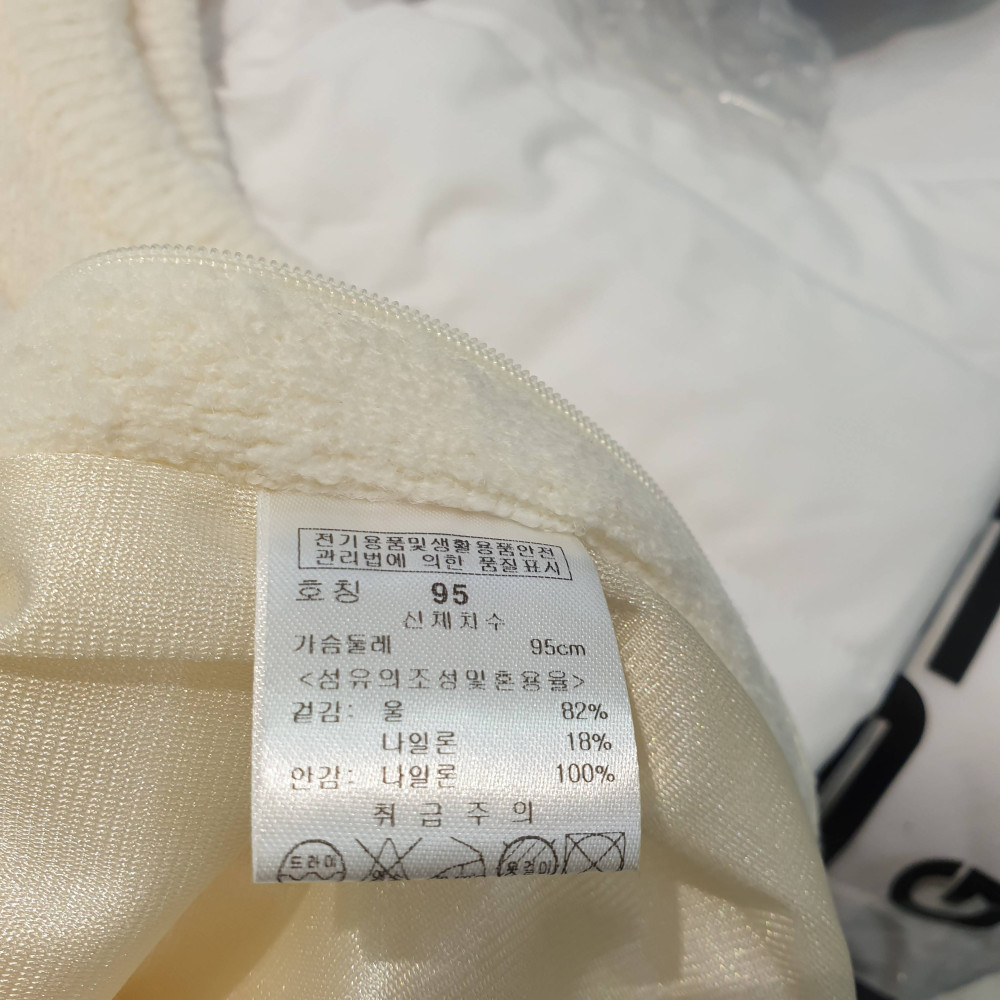 전기용품및생활용품안전
관리법에 의한 품질표시
호칭 95
신체치수
가슴둘레 95cm
<섬유의조성및혼용율>
겉감: 울 82%
나일론 18%
안감: 나일론 100%
취급주의
드라이
옷걸이
G